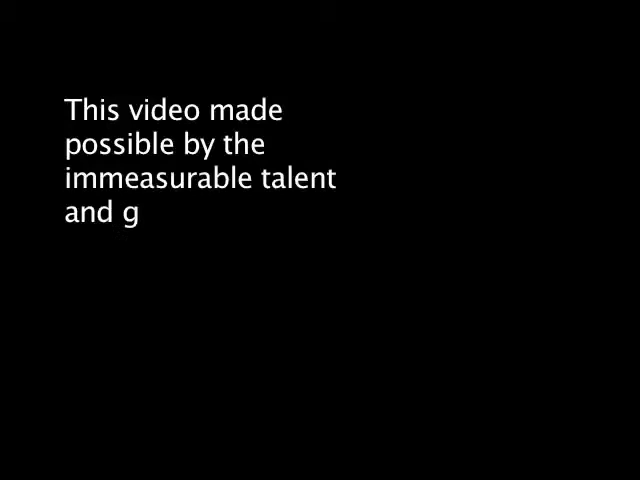 This video made
possible by the
immeasurable talent
and g